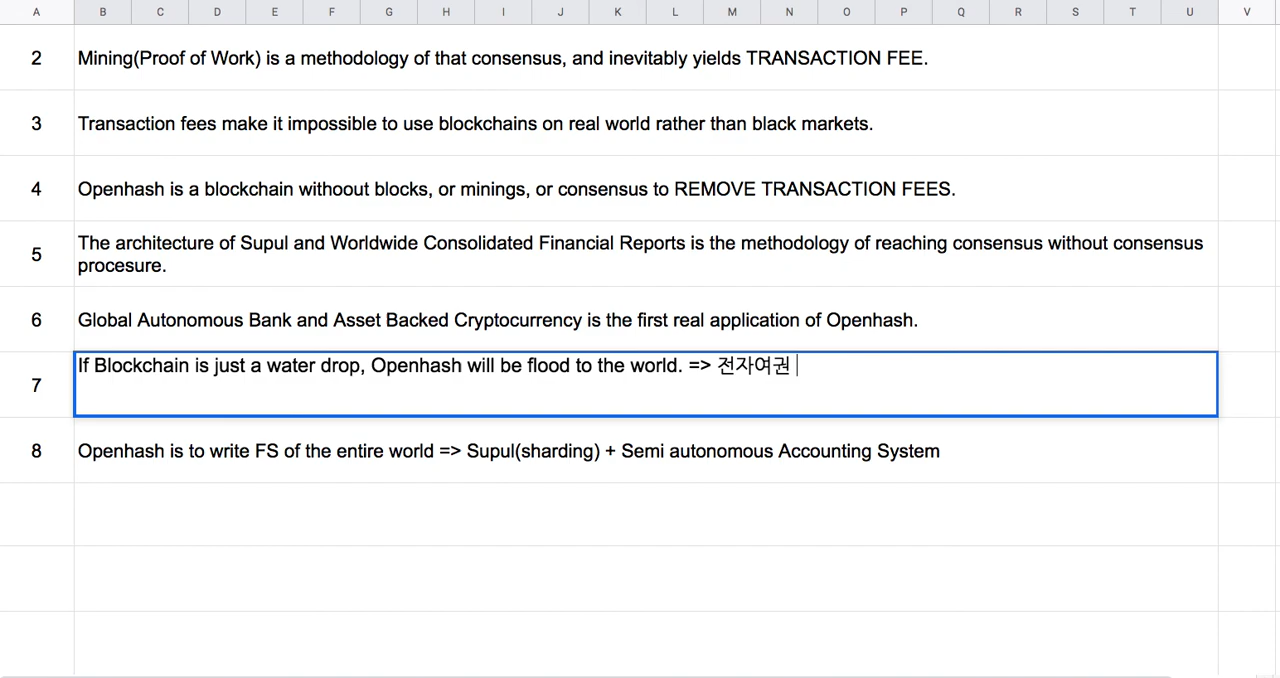 A B C D E F G H I J K L M N O P Q R S T U V
2 Mining(Proof of Work) is a methodology of that consensus, and inevitably yields TRANSACTION FEE.
3 Transaction fees make it impossible to use blockchains on real world rather than black markets.
4 Openhash is a blockchain withoout blocks, or minings, or consensus to REMOVE TRANSACTION FEES.
5 The architecture of Supul and Worldwide Consolidated Financial Reports is the methodology of reaching consensus without consensus
procesure.
6 Global Autonomous Bank and Asset Backed Cryptocurrency is the first real application of Openhash.
7 If Blockchain is just a water drop, Openhash will be flood to the world. => 전자여권
8 Openhash is to write FS of the entire world => Supul(sharding) + Semi autonomous Accounting System